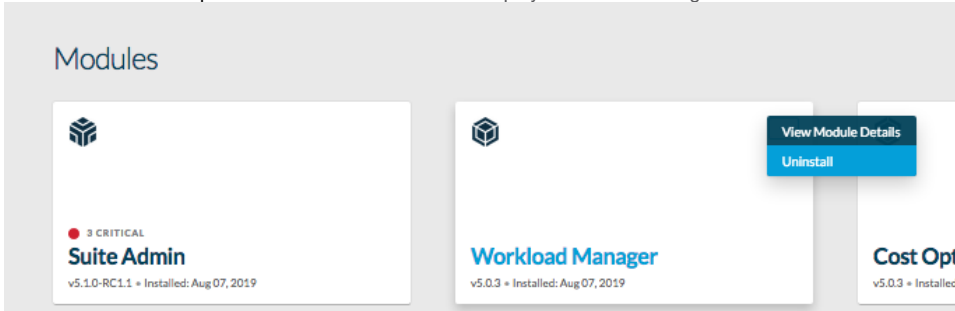 Modules
View Module Details
Uninstall
3 CRITICAL
Suite Admin
v5.1.0-RC1.1 • Installed: Aug 07, 2019
Workload Manager
v5.0.3 • Installed: Aug 07, 2019
Cost Opt
v5.0.3 • Installed